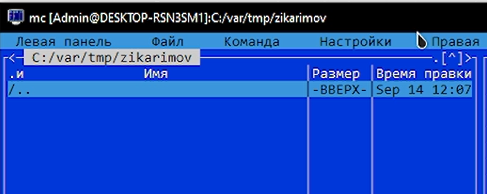 mc [Admin@DESKTOP-RSN3SM1]:C:/var/tmp/zikarimov
Левая панель Файл Команда Настройки Правая
<— C:/var/tmp/zikarimov .[^]>
.и Имя Размер Время правки
/.. -ВВЕРХ- Sep 14 12:07